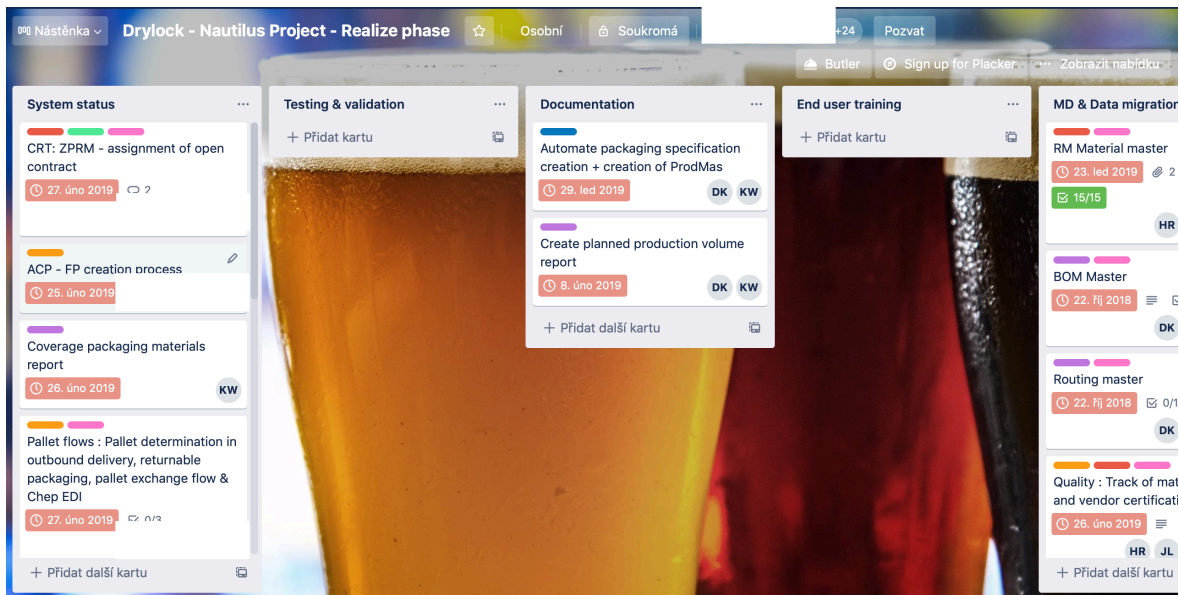 Nástěnka
Drylock - Nautilus Project - Realize phase
Osobní
Soukromá
+24
Pozvat
Butler
Sign up for Placker
Zobrazit nabídku
System status
CRT: ZPRM - assignment of open
contract
27. úno 2019
2
ACP - FP creation process
25. úno 2019
Coverage packaging materials
report
26. úno 2019
KW
Pallet flows : Pallet determination in
outbound delivery, returnable
packaging, pallet exchange flow &
Chep EDI
27. úno 2019
0/3
Přidat další kartu
Testing & validation
Přidat kartu
Documentation
Automate packaging specification
creation + creation of ProdMas
29. led 2019
DK KW
Create planned production volume
report
8. úno 2019
DK KW
Přidat další kartu
End user training
Přidat kartu
MD & Data migration
RM Material master
23. led 2019
2
15/15
HR
BOM Master
22. říj 2018
DK
Routing master
22. říj 2018
0/1
DK
Quality : Track of mat
and vendor certificati
26. úno 2019
HR JL
Přidat další kartu